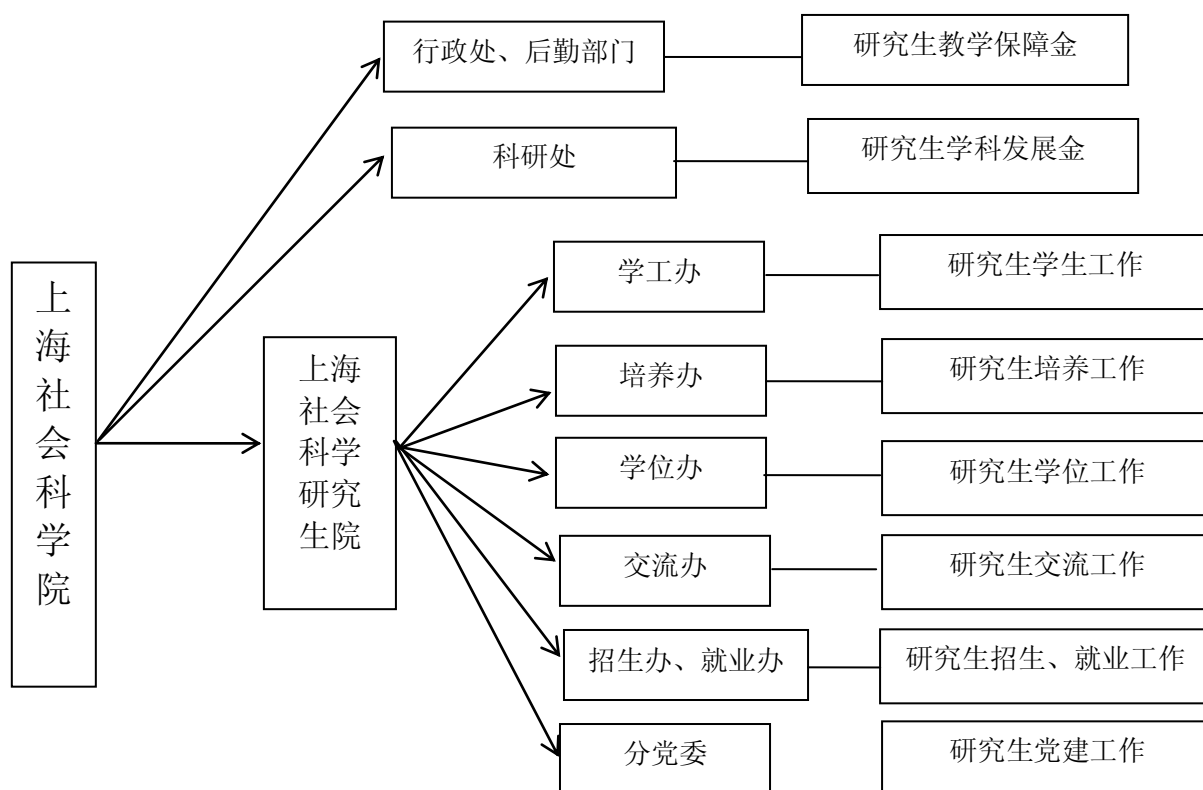 行政处、后勤部门
研究生教学保障金
科研处
研究生学科发展金
上海社会科学院
上海
社会
科学
研究
生院
学工办
研究生学生工作
培养办
研究生培养工作
学位办
研究生学位工作
交流办
研究生交流工作
招生办、就业办
研究生招生、就业工作
分党委
研究生党建工作